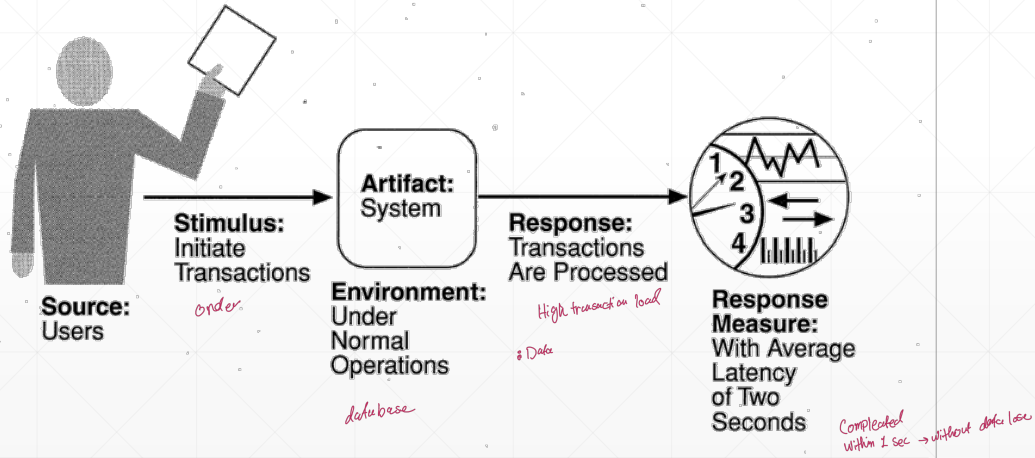 Source:
Users
Stimulus:
Initiate
Transactions
order
Artifact:
System
Environment:
Under
Normal
Operations
database
Response:
Transactions
Are Processed
High transaction load
: Data
1
2
3
4
Response
Measure:
With Average
Latency
of Two
Seconds
Compleated
within 1 sec → without data lose